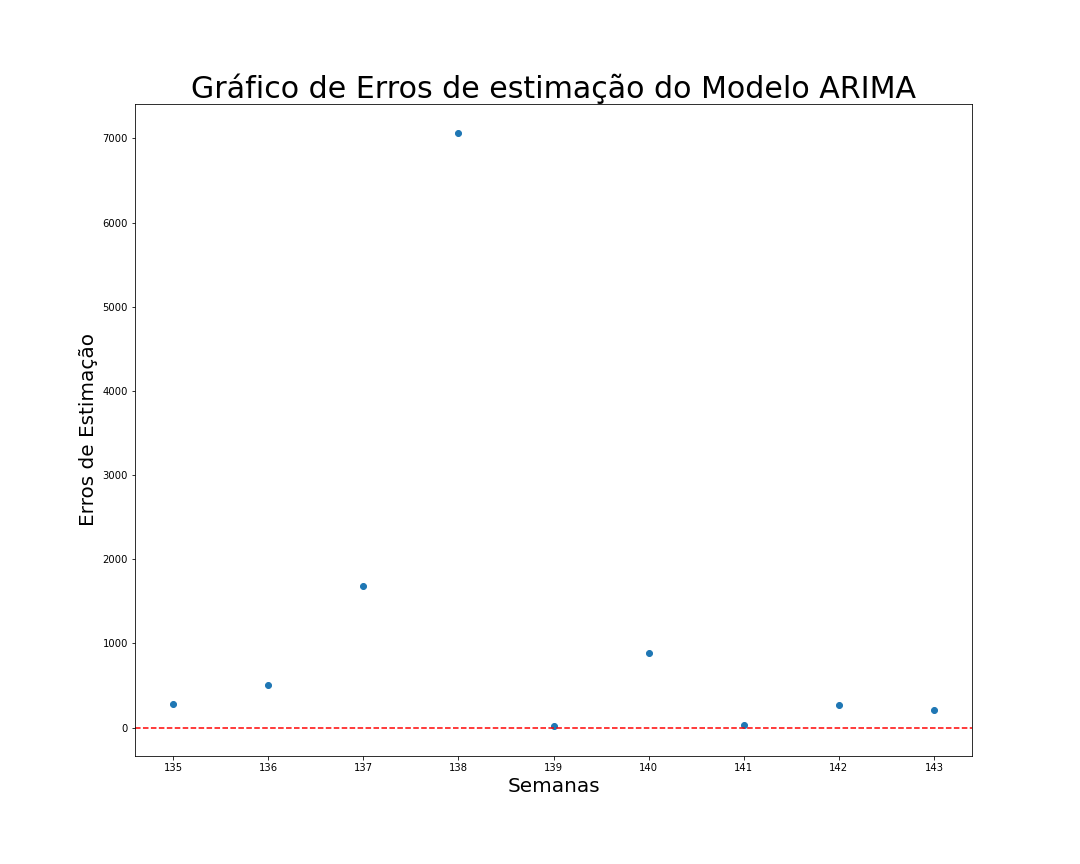 Gráfico de Erros de estimação do Modelo ARIMA
7000
6000
5000
4000
3000
2000
1000
0
Erros de Estimação
135 136 137 138 139 140 141 142 143
Semanas